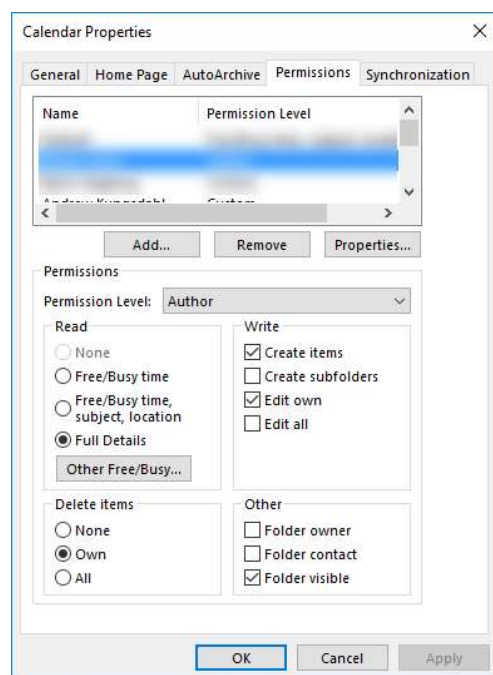 Calendar Properties
General Home Page AutoArchive Permissions Synchronization
Name Permission Level
Add... Remove Properties...
Permissions
Permission Level: Author
Read
None
Free/Busy time
Free/Busy time,
subject, location
Full Details
Other Free/Busy...
Write
Create items
Create subfolders
Edit own
Edit all
Delete items
None
Own
All
Other
Folder owner
Folder contact
Folder visible
OK Cancel Apply